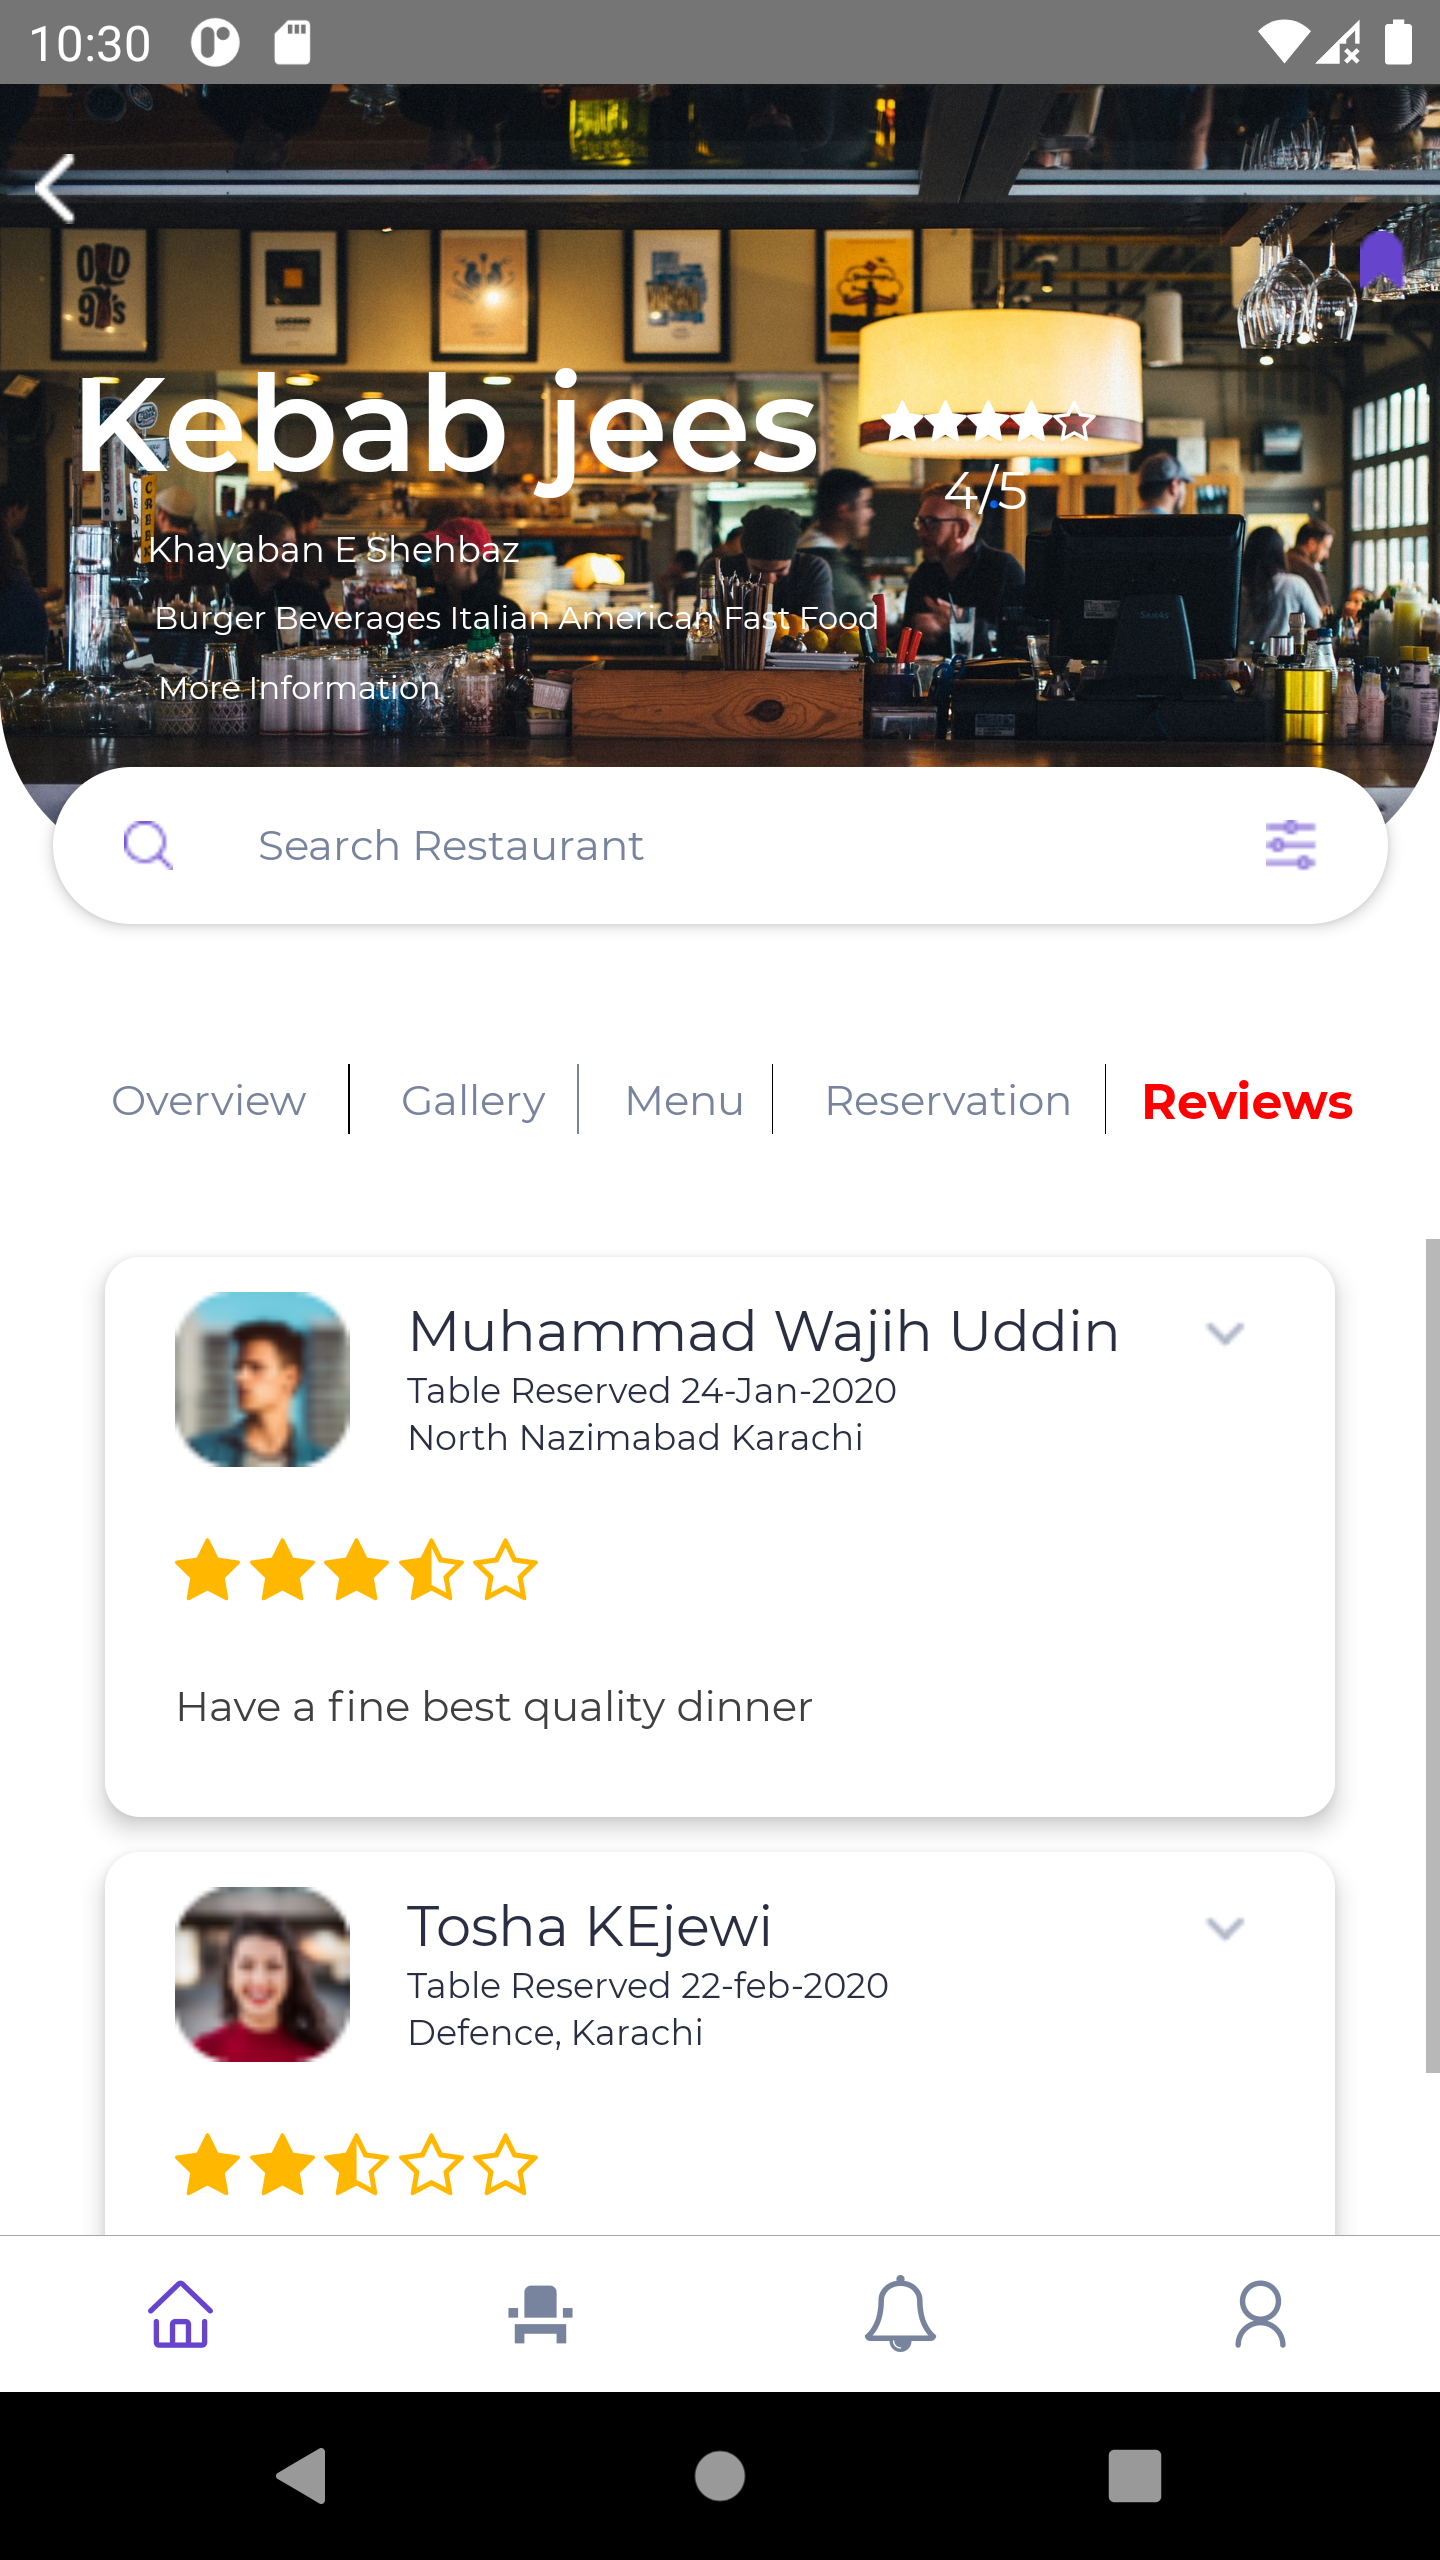 10:30
OLD
90's
Kebab jees
4/5
Khayaban E Shehbaz
Burger Beverages Italian American Fast Food
More Information
Search Restaurant
Overview
Gallery
Menu
Reservation
Reviews
Muhammad Wajih Uddin
Table Reserved 24-Jan-2020
North Nazimabad Karachi
Have a fine best quality dinner
Tosha KEjewi
Table Reserved 22-feb-2020
Defence, Karachi